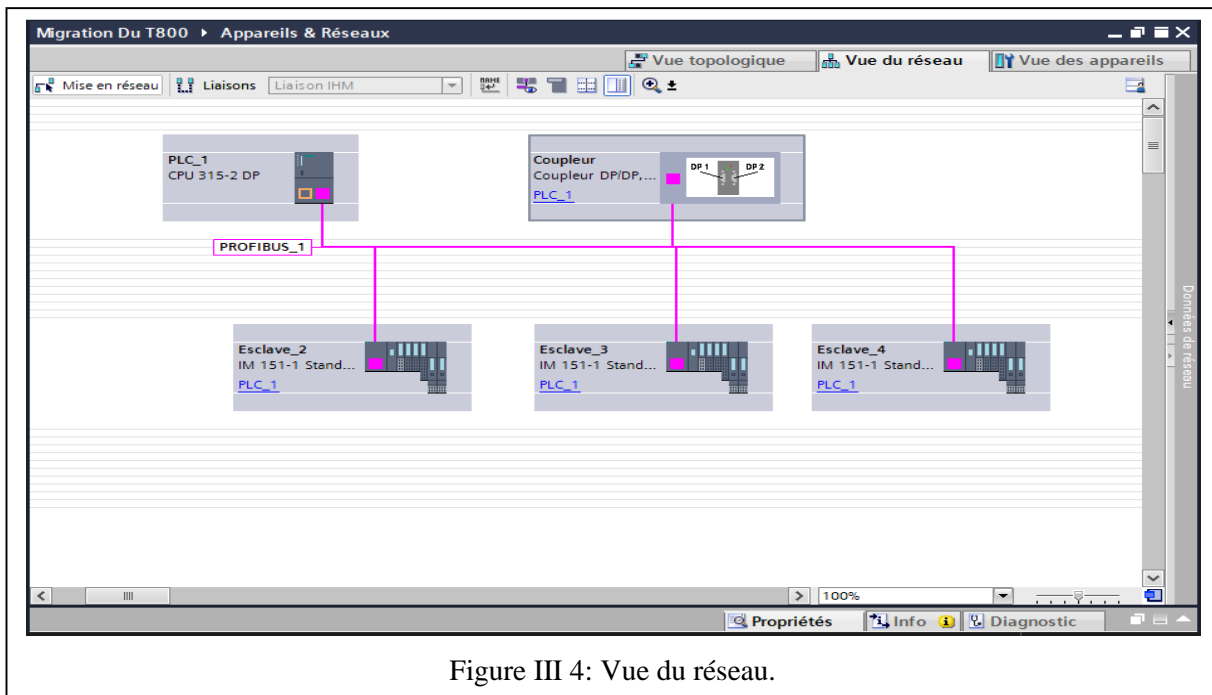 Migration Du T800 ▸ Appareils & Réseaux
Vue topologique
Vue du réseau
Vue des appareils
Mise en réseau
Liaisons
Liaison IHM
PLC_1
CPU 315-2 DP
Coupleur
Coupleur DP/DP,...
PLC_1
DP 1
DP 2
PROFIBUS_1
Esclave_2
IM 151-1 Stand...
PLC_1
Esclave_3
IM 151-1 Stand...
PLC_1
Esclave_4
IM 151-1 Stand...
PLC_1
Données de réseau
100%
Propriétés
Info
Diagnostic
Figure III 4: Vue du réseau.